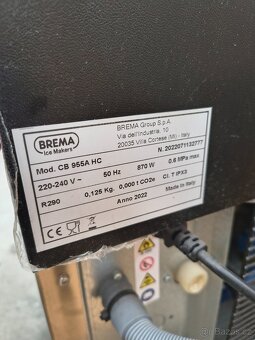 BREMA
Ice Makers
BREMA Group S.p.A.
Via dell'Industria, 10
20035 Villa Cortese (MI) - Italy
Mod. CB 955A HC
N. 2022071132777
220-240 V ~ 50 Hz 870 W 0.6 MPa max
R290 0,125 Kg. 0,0001 CO2e Cl. T IPX3
CE Anno 2022 Made in Italy